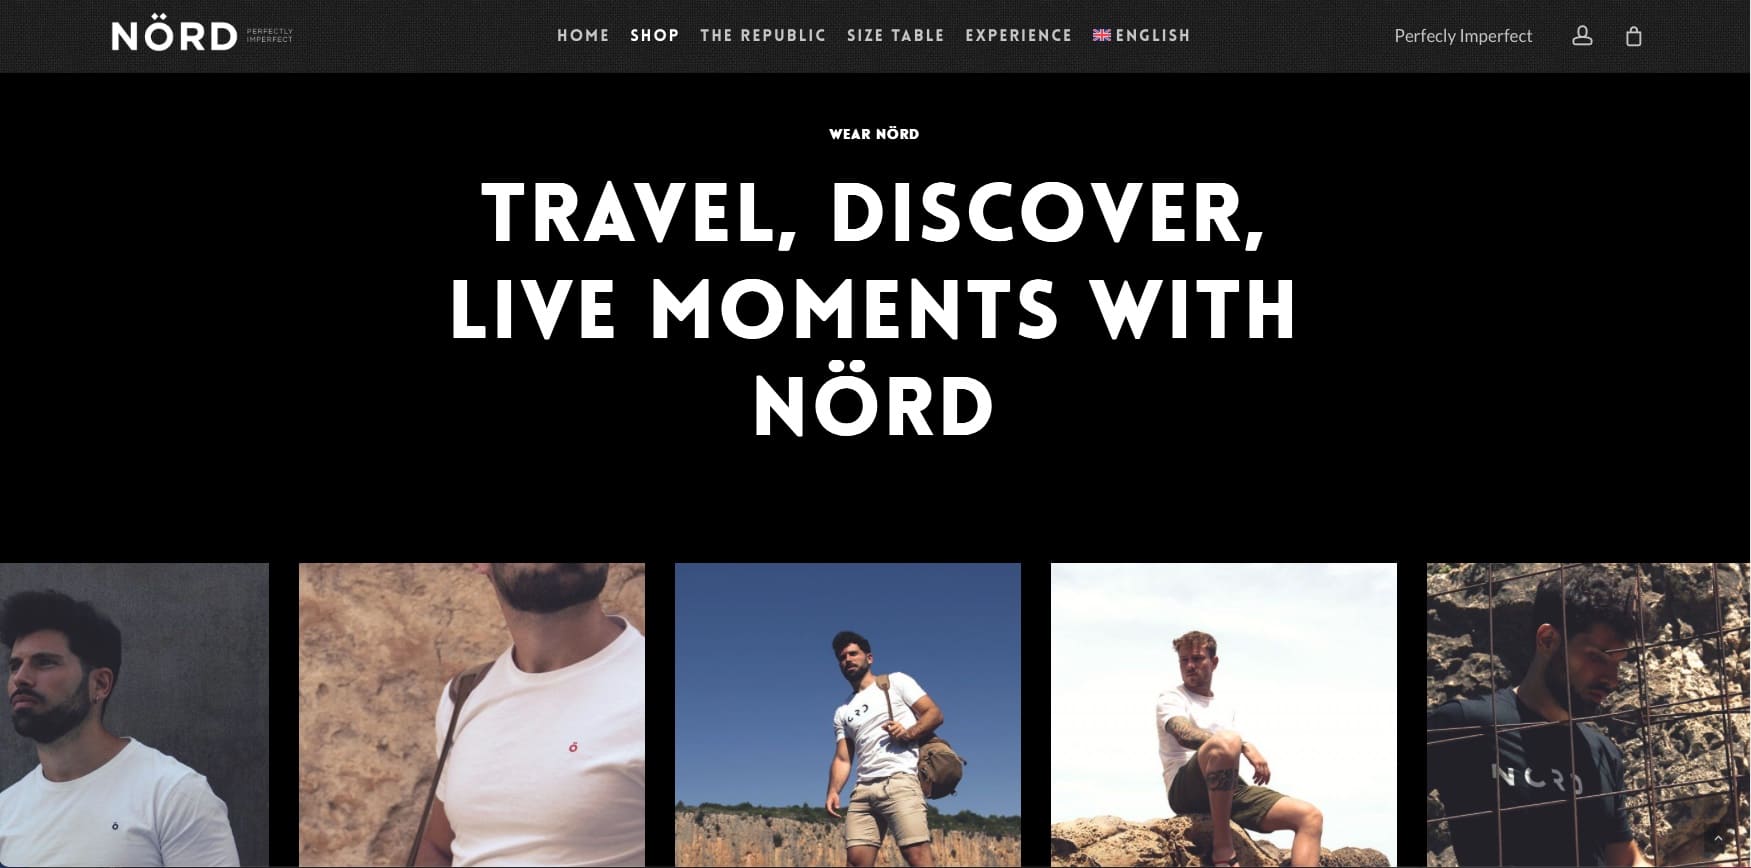 NÖRD
PERFECTLY
IMPERFECT
HOME SHOP THE REPUBLIC SIZE TABLE EXPERIENCE ENGLISH
Perfecly Imperfect
WEAR NÖRD
TRAVEL, DISCOVER,
LIVE MOMENTS WITH
NÖRD
ö
ö
NÖRD